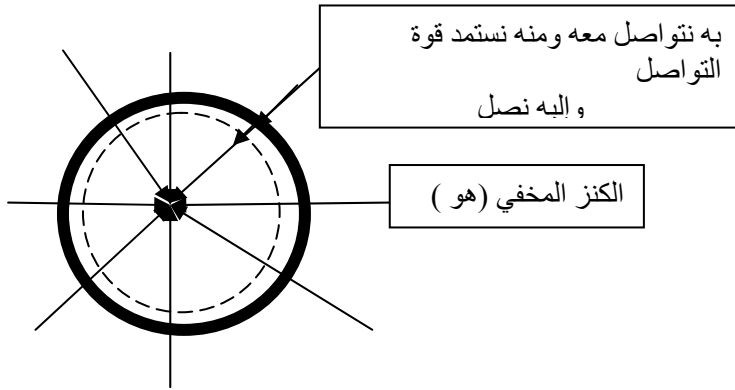 به نتواصل معه ومنه نستمد قوة
التواصل
وإليه نصل
الكنز المخفي (هو )